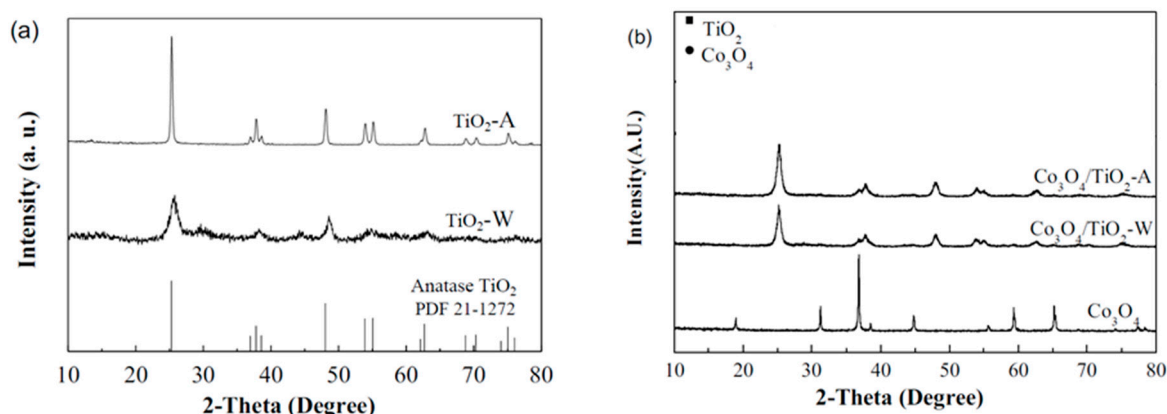 (a)
Intensity (a. u.)
TiO₂-A
TiO₂-W
Anatase TiO₂
PDF 21-1272
10 20 30 40 50 60 70 80
2-Theta (Degree)
(b)
■ TiO₂
● Co₃O₄
Intensity(A.U.)
Co₃O₄/TiO₂-A
Co₃O₄/TiO₂-W
Co₃O₄
10 20 30 40 50 60 70 80
2-Theta (Degree)